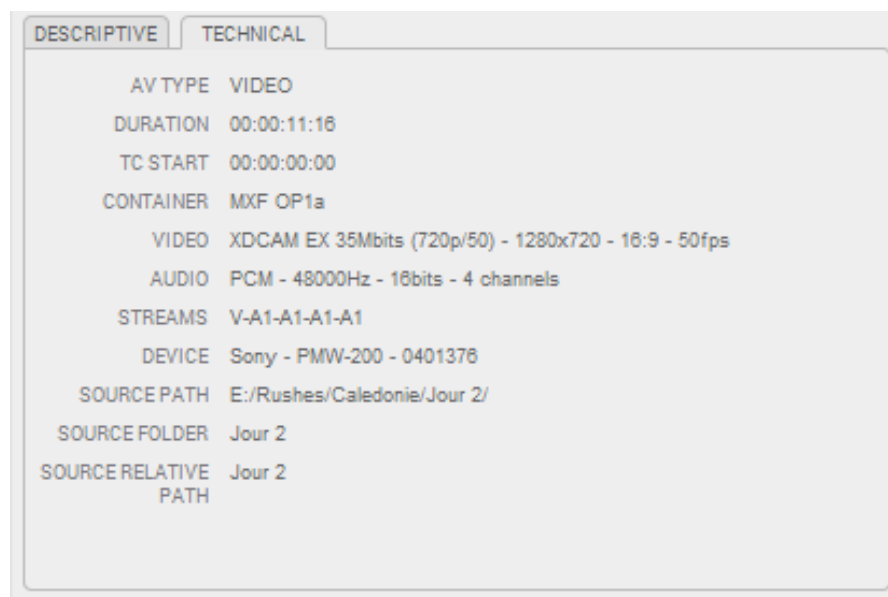 DESCRIPTIVE TECHNICAL
AV TYPE VIDEO
DURATION 00:00:11:16
TC START 00:00:00:00
CONTAINER MXF OP1a
VIDEO XDCAM EX 35Mbits (720p/50) - 1280x720 - 16:9 - 50fps
AUDIO PCM - 48000Hz - 16bits - 4 channels
STREAMS V-A1-A1-A1-A1
DEVICE Sony - PMW-200 - 0401376
SOURCE PATH E:/Rushes/Caledonie/Jour 2/
SOURCE FOLDER Jour 2
SOURCE RELATIVE Jour 2
PATH